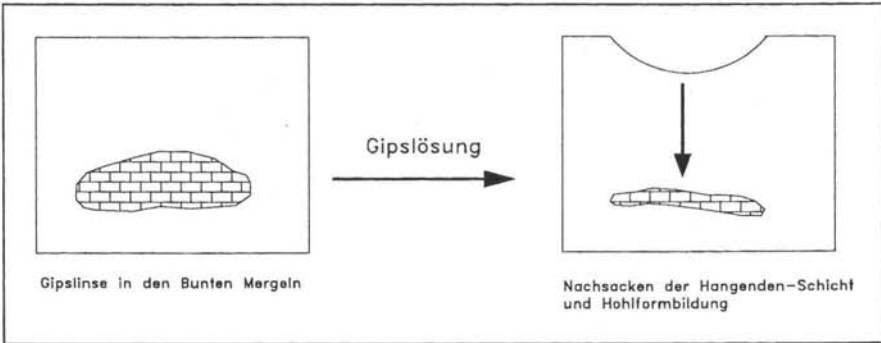 Gipslösung
Gipslinse in den Bunten Mergeln
Nachsacken der Hangenden-Schicht
und Hohlformbildung